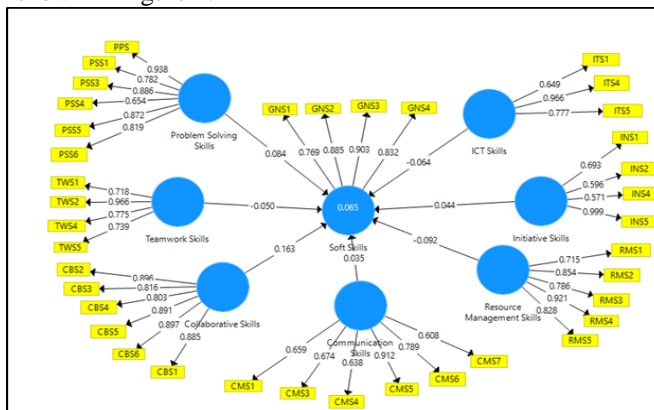 PPS
PSS1
PSS3
PSS4
PSS5
PSS6
0.938
0.782
0.886
0.654
0.872
0.819
Problem Solving
Skills
0.084
GNS1
GNS2
GNS3
GNS4
0.769
0.885
0.903
0.832
ITS1
ITS4
ITS5
0.649
0.966
0.777
ICT Skills
-0.064
TWS1
TWS2
TWS4
TWS5
0.718
0.966
0.775
0.739
Teamwork Skills
-0.050
0.065
Soft Skills
0.044
INS1
INS2
INS4
INS5
0.693
0.596
0.571
0.999
Initiative Skills
CBS2
CBS3
CBS4
CBS5
CBS6
CBS1
0.896
0.816
0.803
0.891
0.897
0.885
Collaborative Skills
0.163
0.035
-0.092
RMS1
RMS2
RMS3
RMS4
RMS5
0.715
0.854
0.786
0.921
0.828
Resource
Management Skills
Communication
Skills
0.659
0.674
0.638
0.912
0.789
0.608
CMS1
CMS3
CMS4
CMS5
CMS6
CMS7